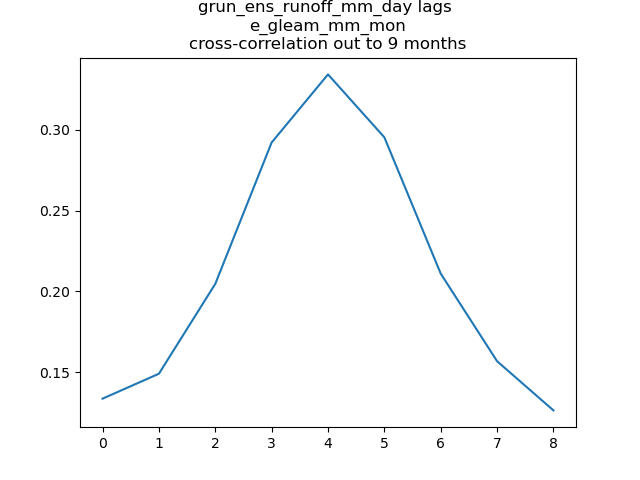 grun_ens_runoff_mm_day lags
e_gleam_mm_mon
cross-correlation out to 9 months
0.30
0.25
0.20
0.15
0 1 2 3 4 5 6 7 8